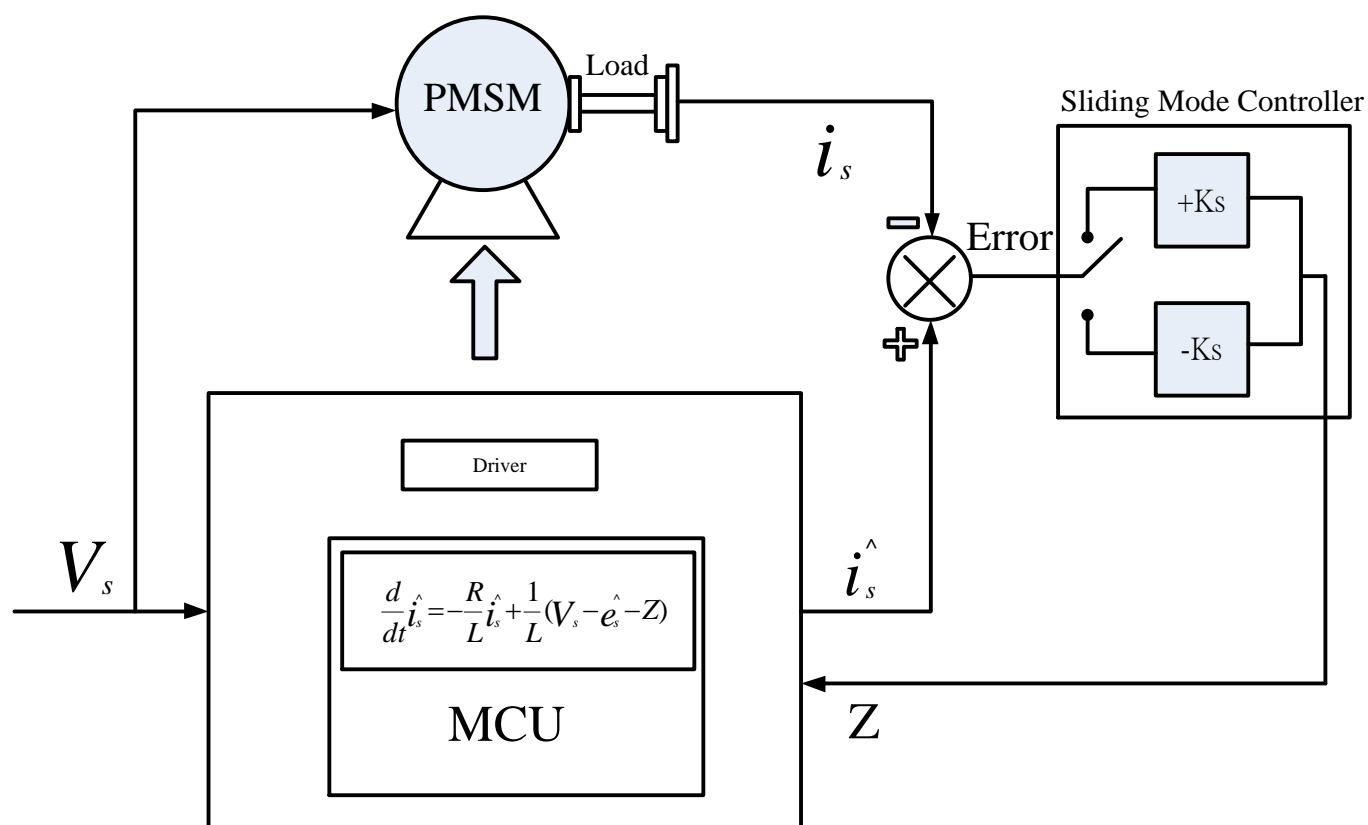 Load
PMSM
Sliding Mode Controller
i_s
+Ks
−
Error
-Ks
+
Driver
V_s
î_s
d/dt î_s = -R/L î_s + 1/L (V_s - ê_s - Z)
MCU
Z